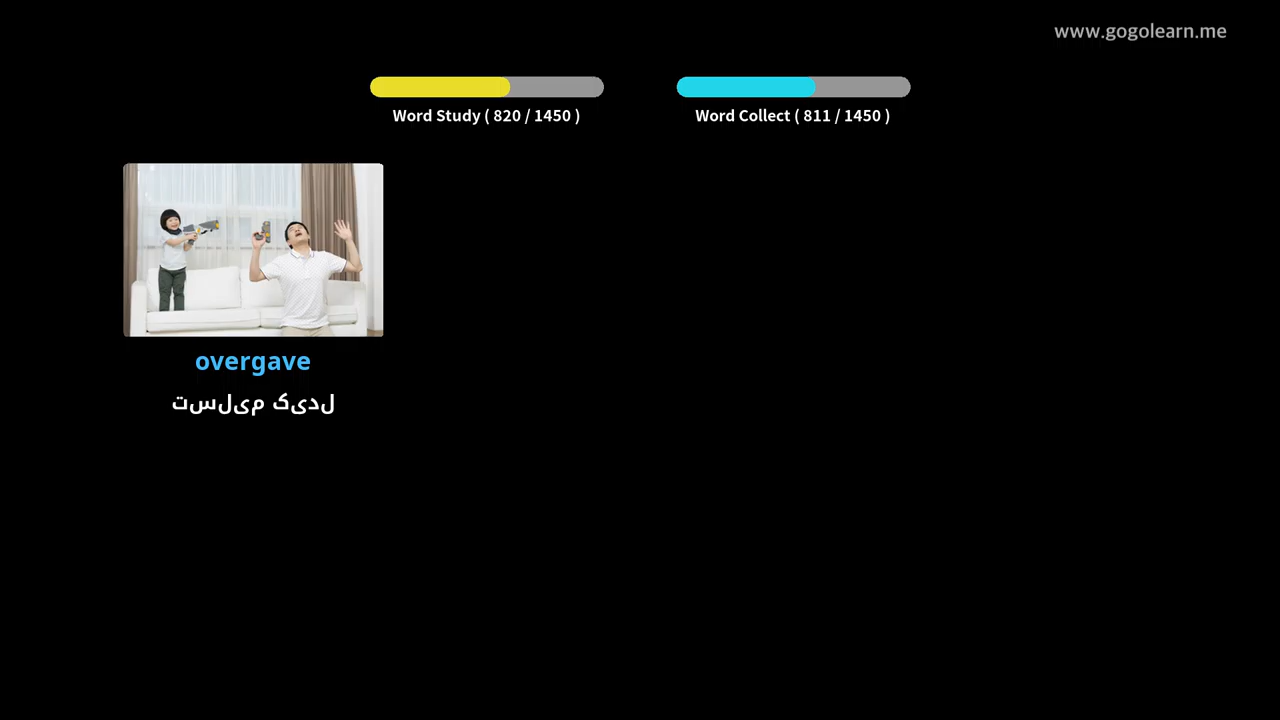 www.gogolearn.me
Word Study ( 820 / 1450 )
Word Collect ( 811 / 1450 )
overgave
تسلیم کیدل